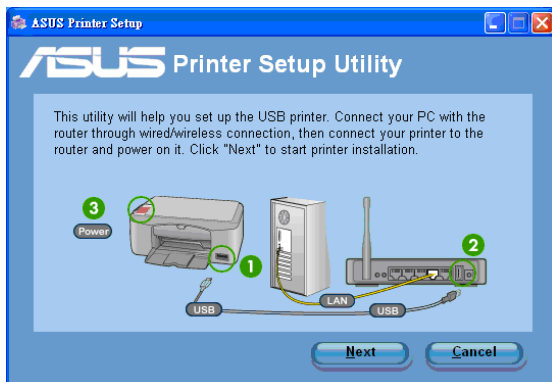 ASUS Printer Setup
ASUS Printer Setup Utility
This utility will help you set up the USB printer. Connect your PC with the
router through wired/wireless connection, then connect your printer to the
router and power on it. Click "Next" to start printer installation.
3
Power
1
2
USB
LAN
USB
Next
Cancel